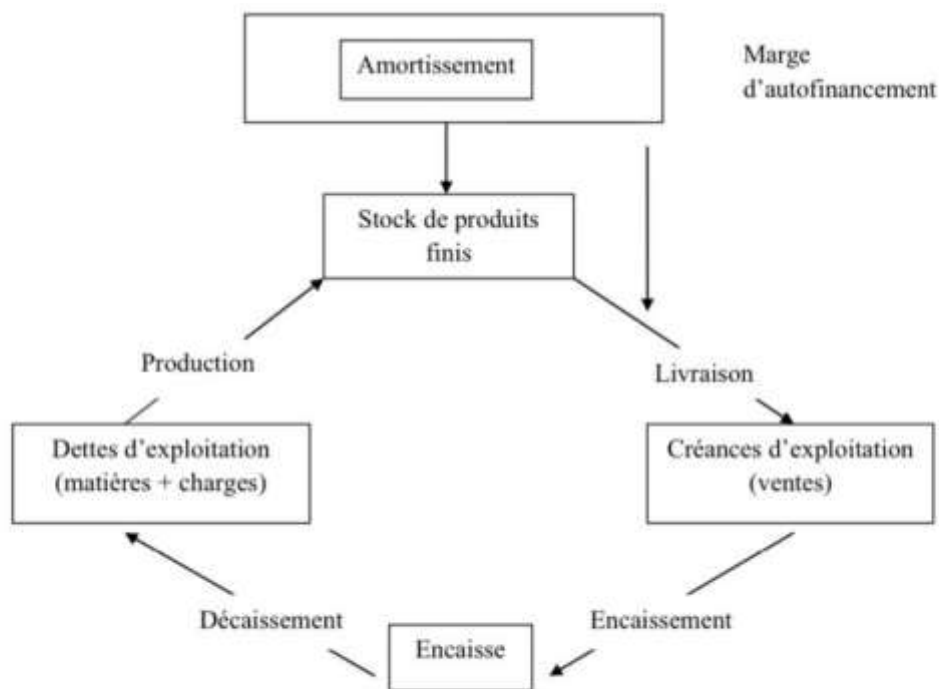 Amortissement
Marge
d'autofinancement
Stock de produits
finis
Production
Livraison
Dettes d'exploitation
(matières + charges)
Créances d'exploitation
(ventes)
Décaissement
Encaissement
Encaisse